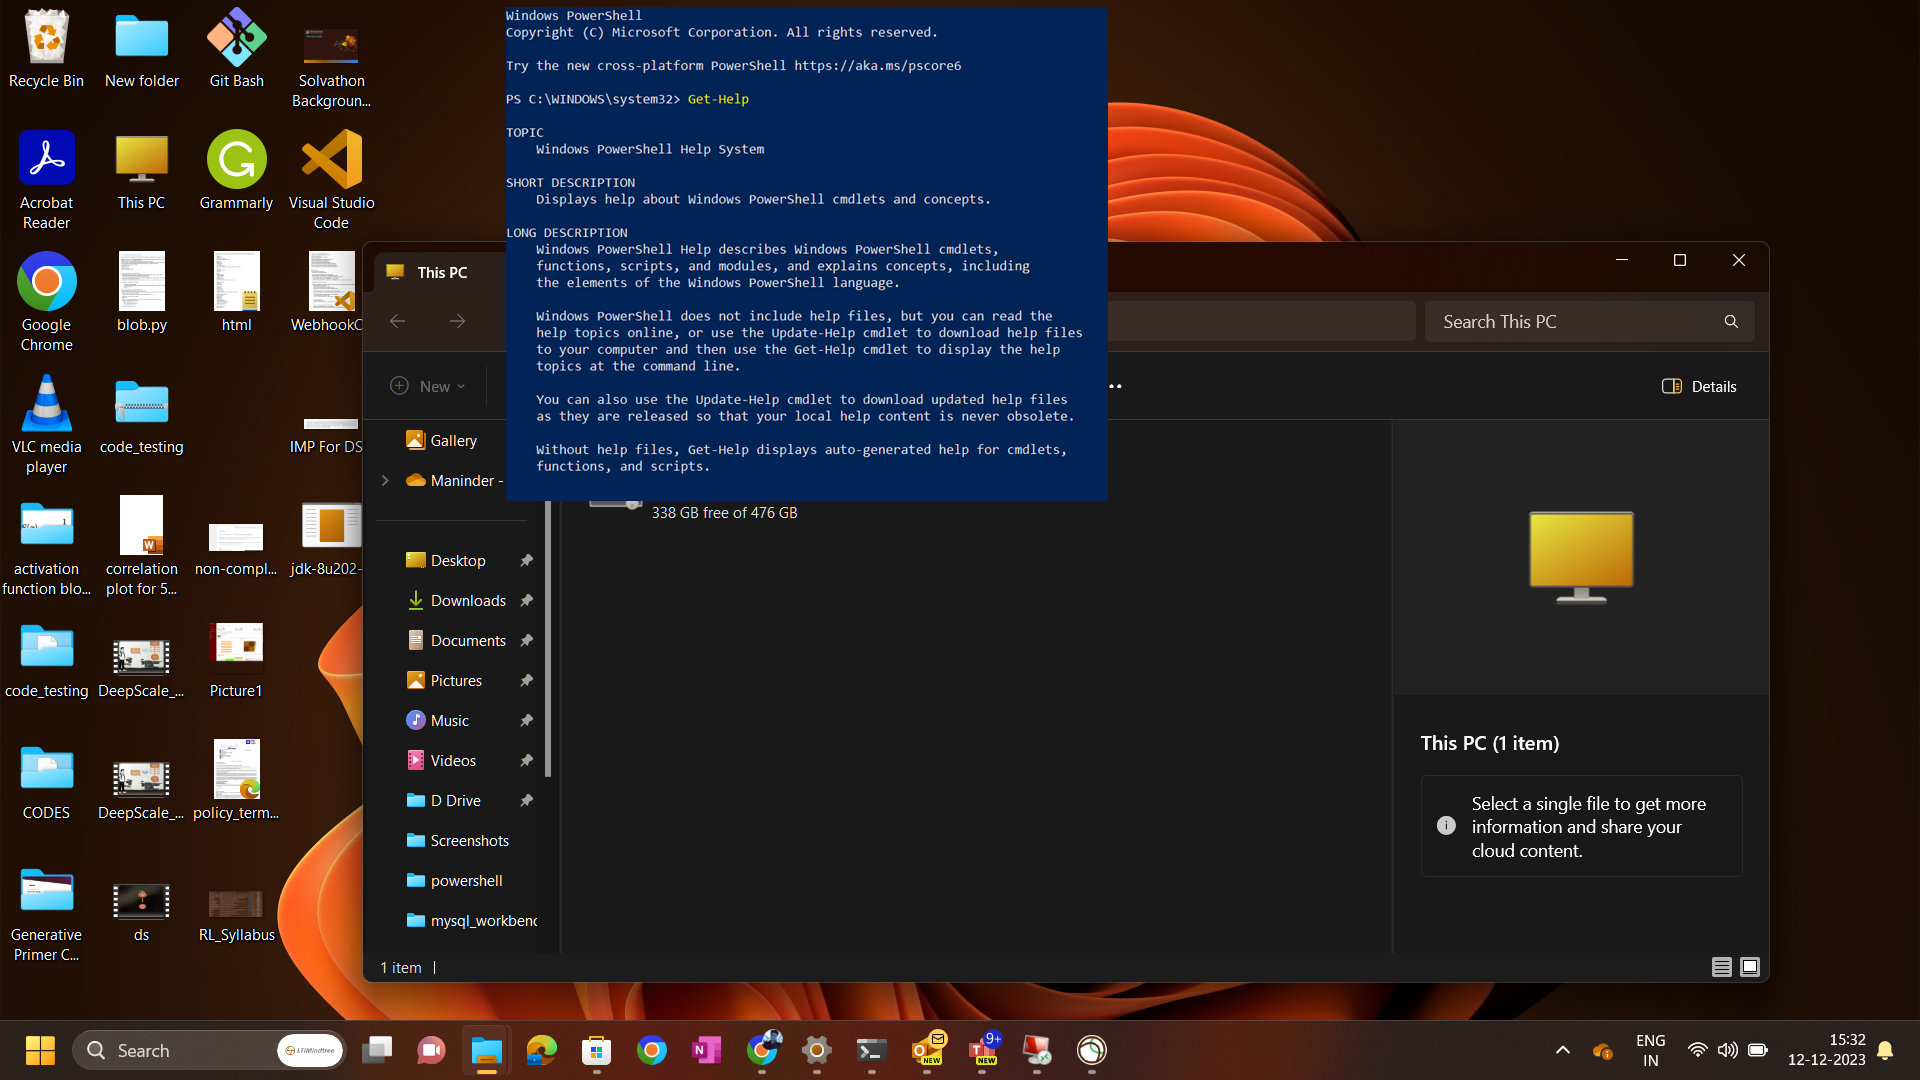 Recycle Bin
New folder
Git Bash
Solvathon
Backgroun...
Acrobat
Reader
This PC
Grammarly
Visual Studio
Code
Google
Chrome
blob.py
html
WebhookC
VLC media
player
code_testing
IMP For DS
activation
function blo...
correlation
plot for 5...
non-compl...
jdk-8u202-
code_testing
DeepScale_...
Picture1
CODES
DeepScale_...
policy_term...
Generative
Primer C...
ds
RL_Syllabus
Windows PowerShell
Copyright (C) Microsoft Corporation. All rights reserved.
Try the new cross-platform PowerShell https://aka.ms/pscore6
PS C:\WINDOWS\system32> Get-Help
TOPIC
Windows PowerShell Help System
SHORT DESCRIPTION
Displays help about Windows PowerShell cmdlets and concepts.
LONG DESCRIPTION
Windows PowerShell Help describes Windows PowerShell cmdlets,
functions, scripts, and modules, and explains concepts, including
the elements of the Windows PowerShell language.
Windows PowerShell does not include help files, but you can read the
help topics online, or use the Update-Help cmdlet to download help files
to your computer and then use the Get-Help cmdlet to display the help
topics at the command line.
You can also use the Update-Help cmdlet to download updated help files
as they are released so that your local help content is never obsolete.
Without help files, Get-Help displays auto-generated help for cmdlets,
functions, and scripts.
This PC
Search This PC
New
Details
Gallery
Maninder -
Desktop
Downloads
Documents
Pictures
Music
Videos
D Drive
Screenshots
powershell
mysql_workbenc
338 GB free of 476 GB
This PC (1 item)
Select a single file to get more
information and share your
cloud content.
1 item
Search
LTIMindtree
NEW
9+
NEW
ENG
IN
15:32
12-12-2023